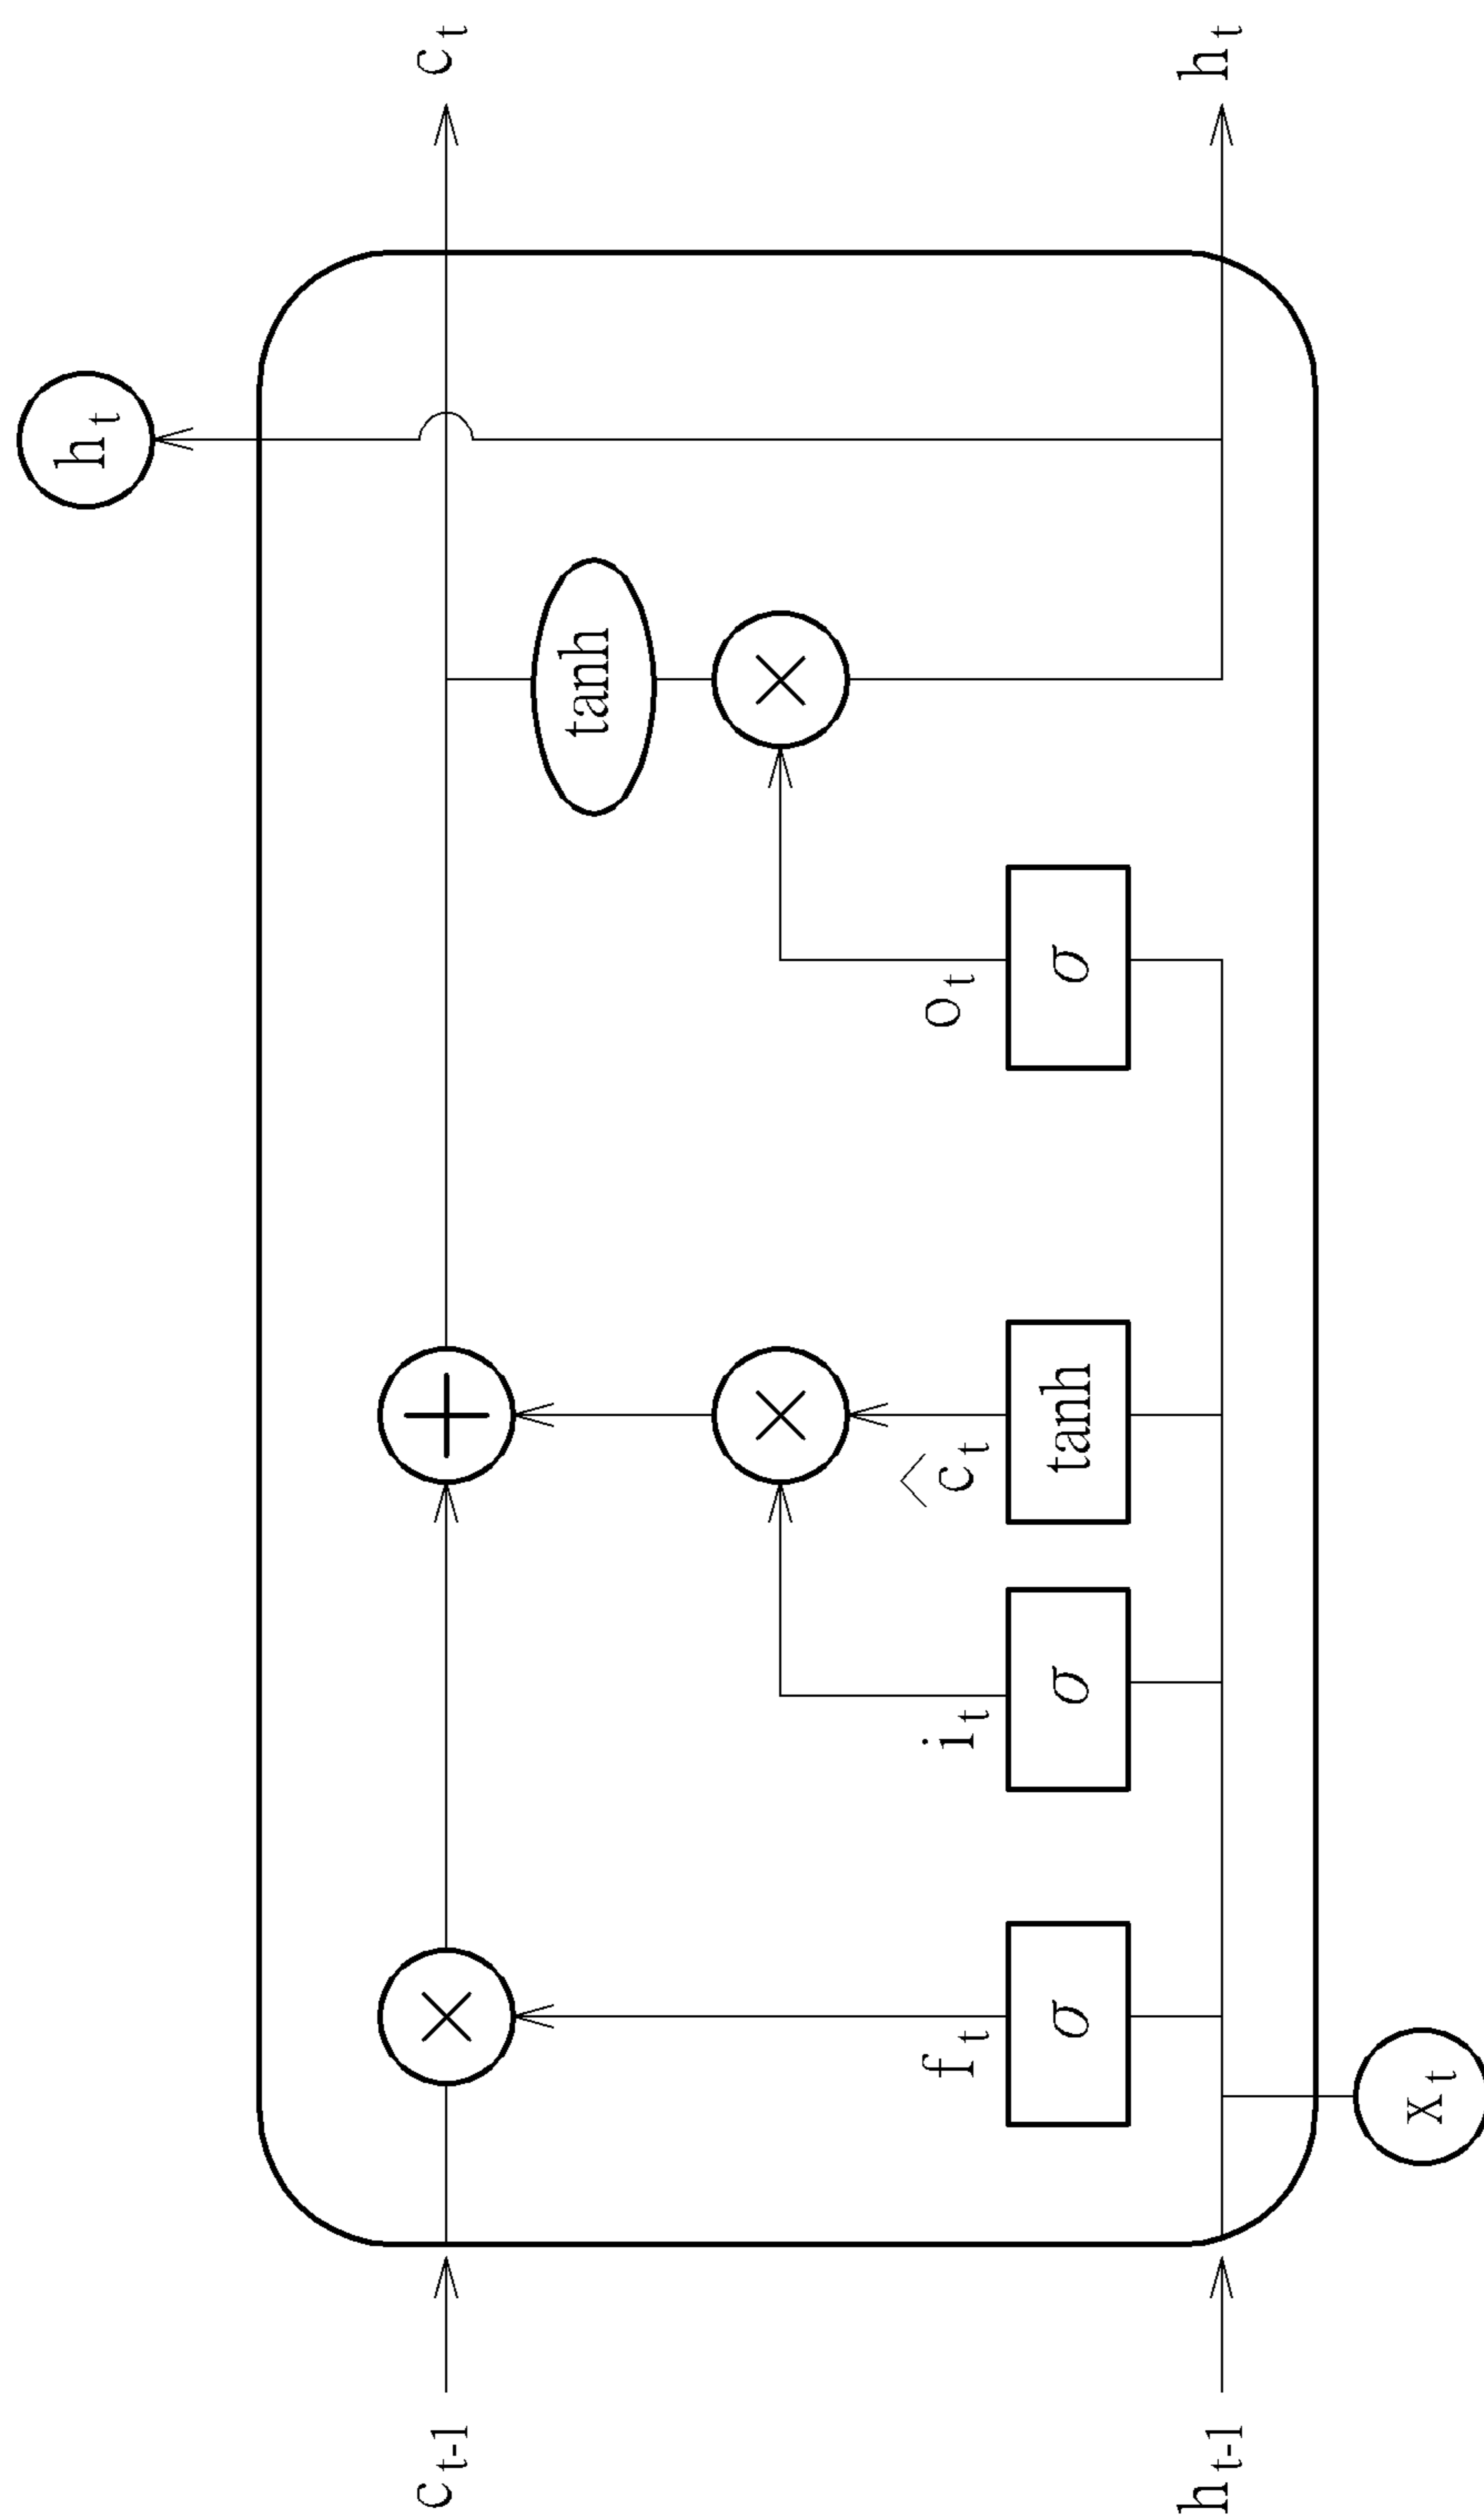 h t
c t-1
c t
tanh
f t
i t
ĉ t
o t
σ
σ
tanh
σ
h t-1
h t
x t